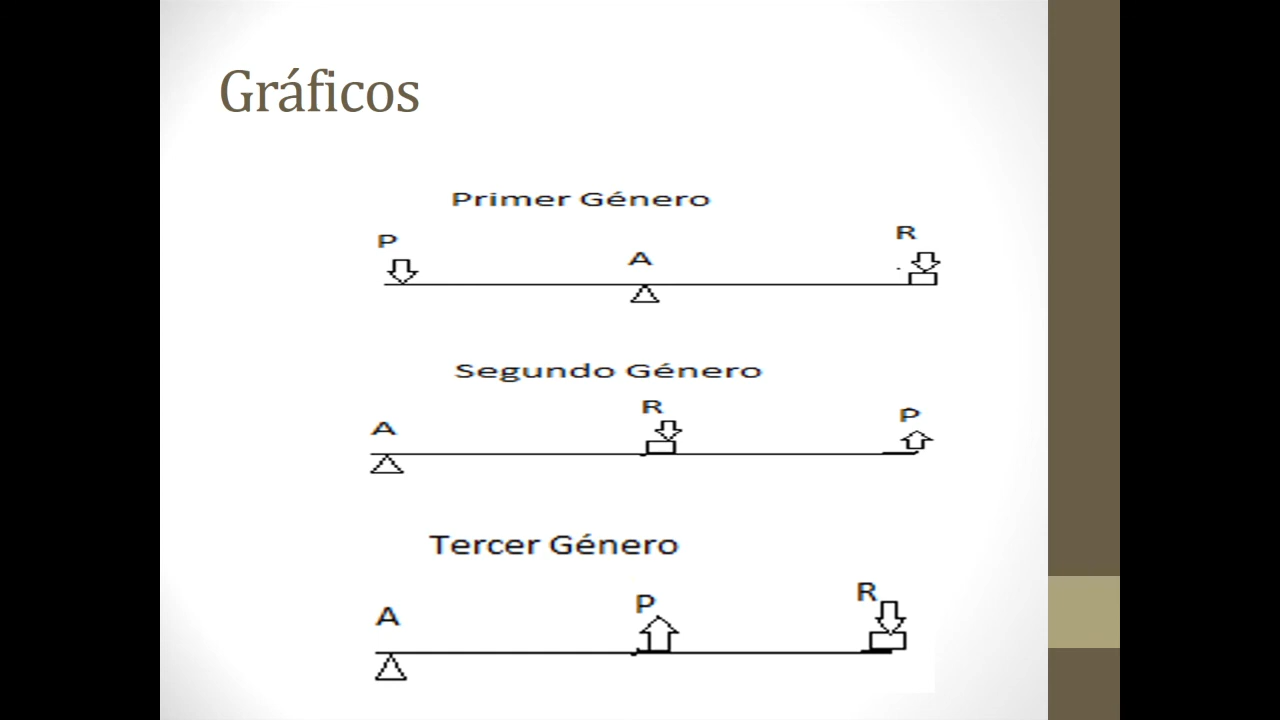 Gráficos
Primer Género
P A R
Segundo Género
A R P
Tercer Género
A P R